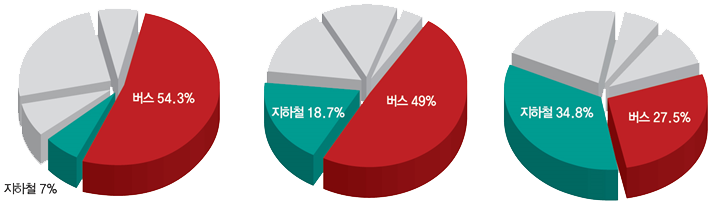 버스 54.3%
지하철 7%
지하철 18.7%
버스 49%
지하철 34.8%
버스 27.5%